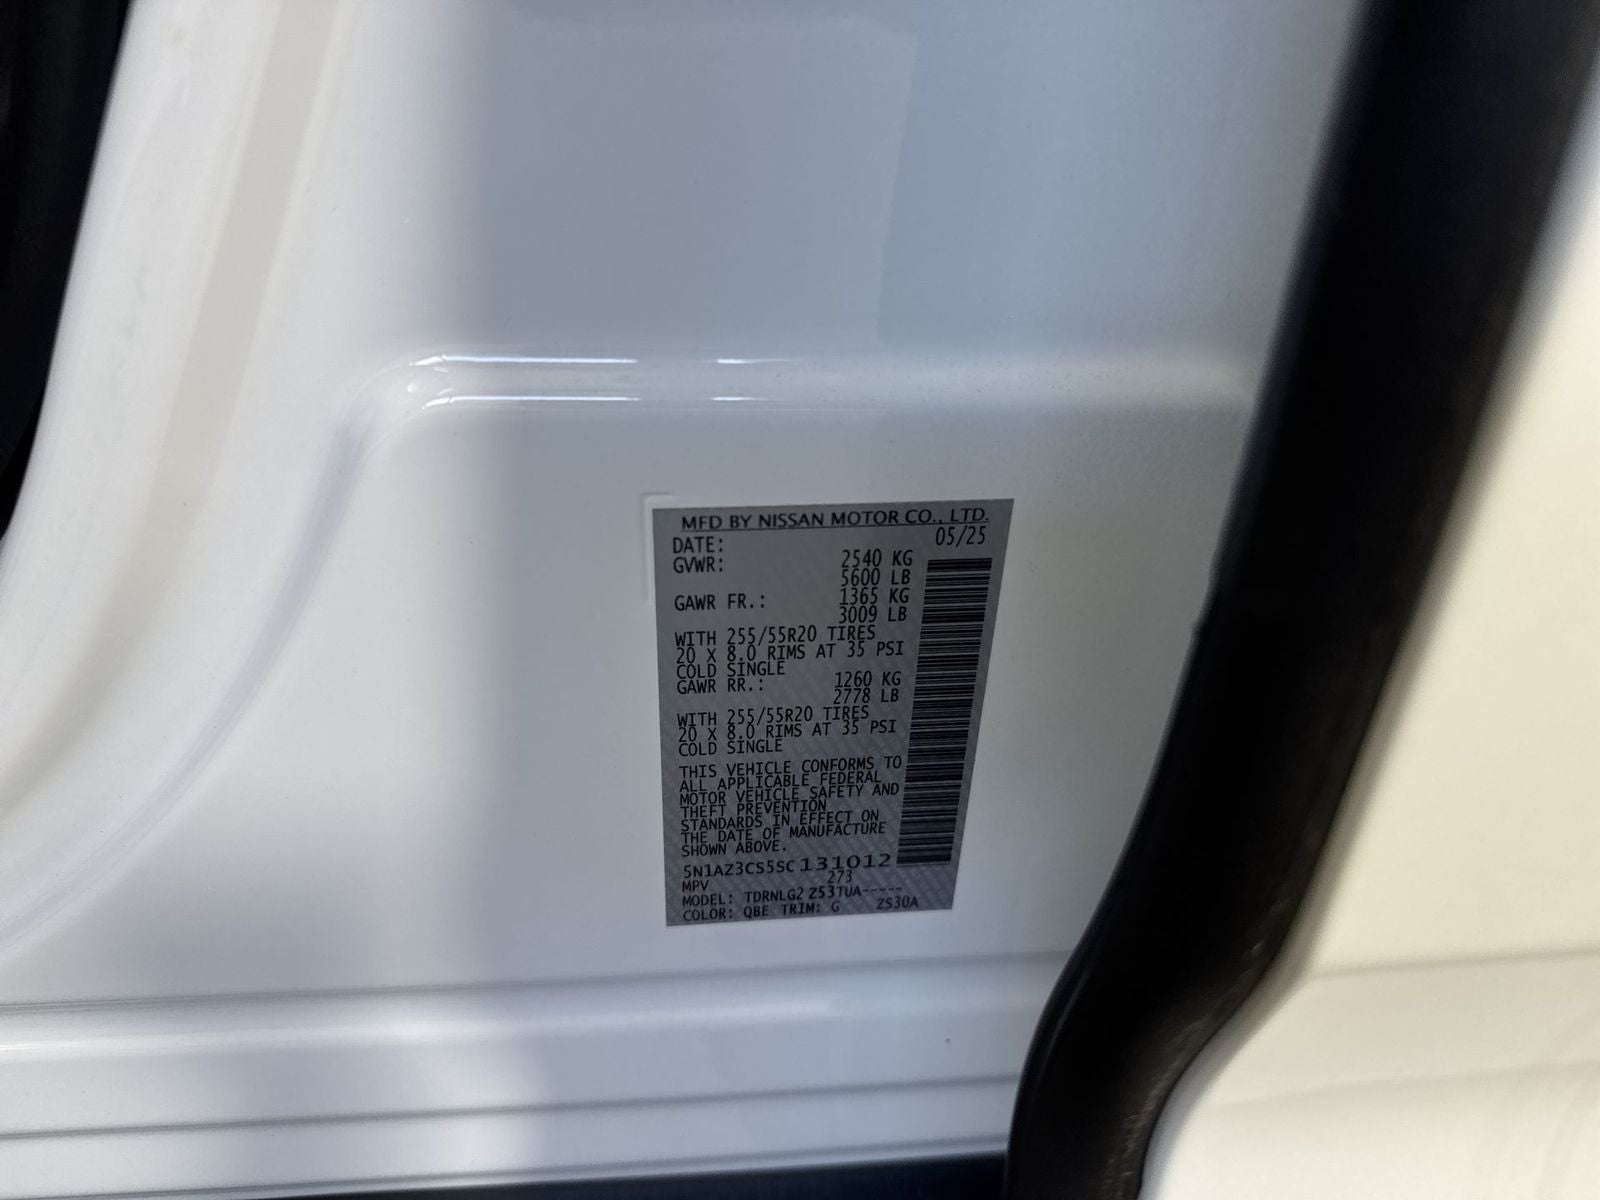 MFD BY NISSAN MOTOR CO., LTD.
DATE: 05/25
GVWR: 2540 KG
5600 LB
GAWR FR.: 1365 KG
3009 LB
WITH 255/55R20 TIRES
20 X 8.0 RIMS AT 35 PSI
COLD SINGLE
GAWR RR.: 1260 KG
2778 LB
WITH 255/55R20 TIRES
20 X 8.0 RIMS AT 35 PSI
COLD SINGLE
THIS VEHICLE CONFORMS TO
ALL APPLICABLE FEDERAL
MOTOR VEHICLE SAFETY AND
THEFT PREVENTION
STANDARDS IN EFFECT ON
THE DATE OF MANUFACTURE
SHOWN ABOVE.
5N1AZ3CS5SC131012
MPV 273
MODEL: TDRNLG2 Z53TUA-----
COLOR: QBE TRIM: G ZS30A